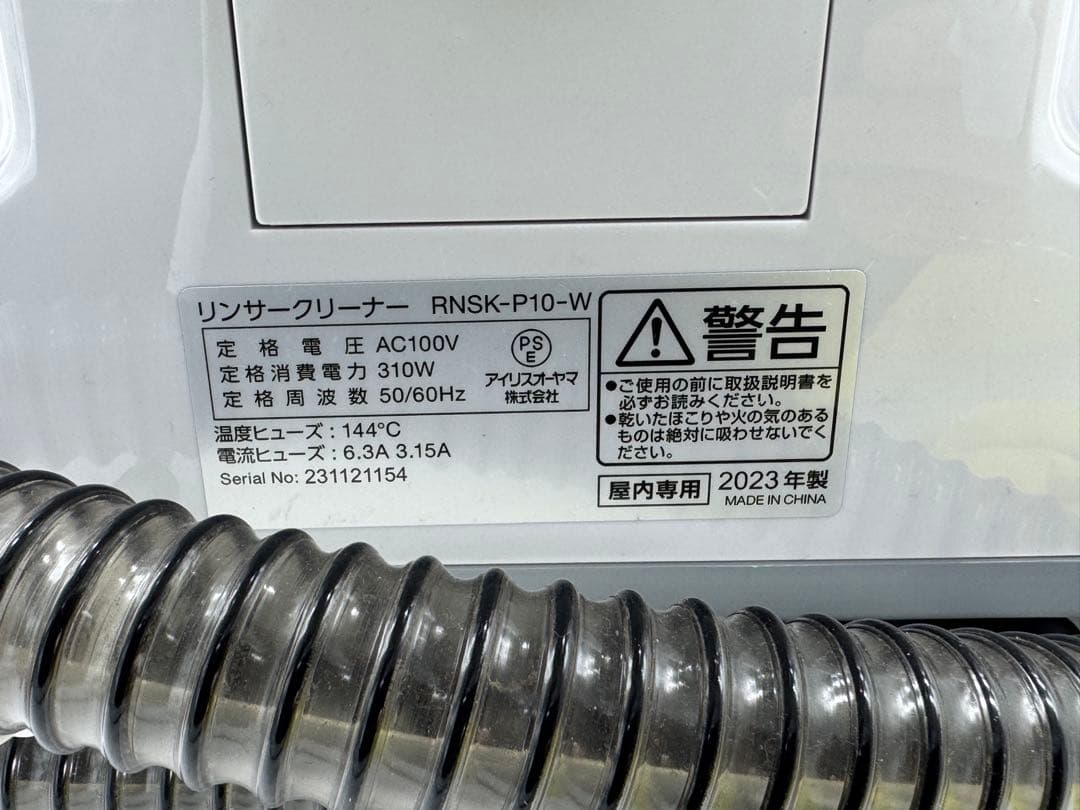 リンサークリーナー RNSK-P10-W
定格電圧 AC100V
定格消費電力 310W
定格周波数 50/60Hz
PS
E
アイリスオーヤマ
株式会社
温度ヒューズ:144℃
電流ヒューズ:6.3A 3.15A
Serial No: 231121154
警告
●ご使用の前に取扱説明書を
必ずお読みください。
●乾いたほこりや火の気のある
ものは絶対に吸わせないでく
ださい。
屋内専用
2023年製
MADE IN CHINA